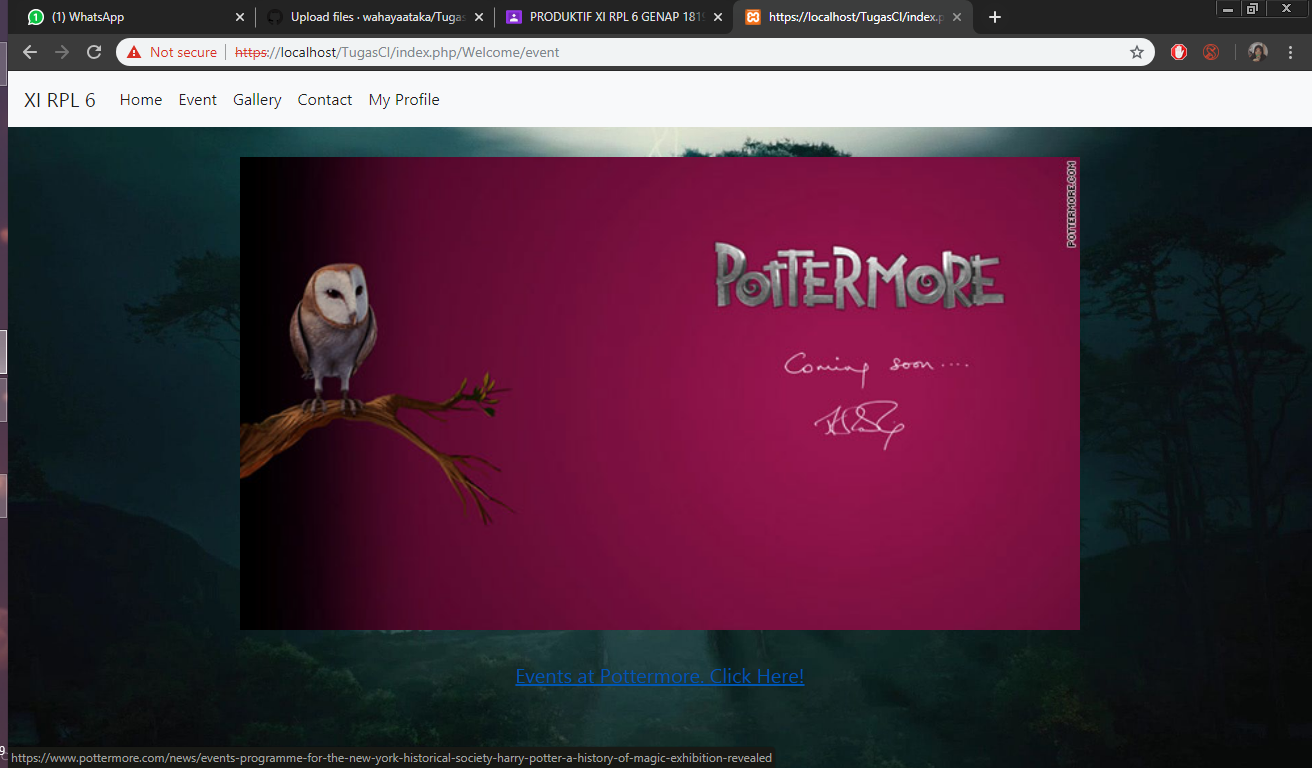 (1) WhatsApp
Upload files · wahayaataka/Tugas
PRODUKTIF XI RPL 6 GENAP 1819
https://localhost/TugasCI/index.p
Not secure
https://localhost/TugasCI/index.php/Welcome/event
XI RPL 6 Home Event Gallery Contact My Profile
XI
POTTERMORE.COM
POTTERMORE
Coming soon....
Events at Pottermore. Click Here!
9
https://www.pottermore.com/news/events-programme-for-the-new-york-historical-society-harry-potter-a-history-of-magic-exhibition-revealed